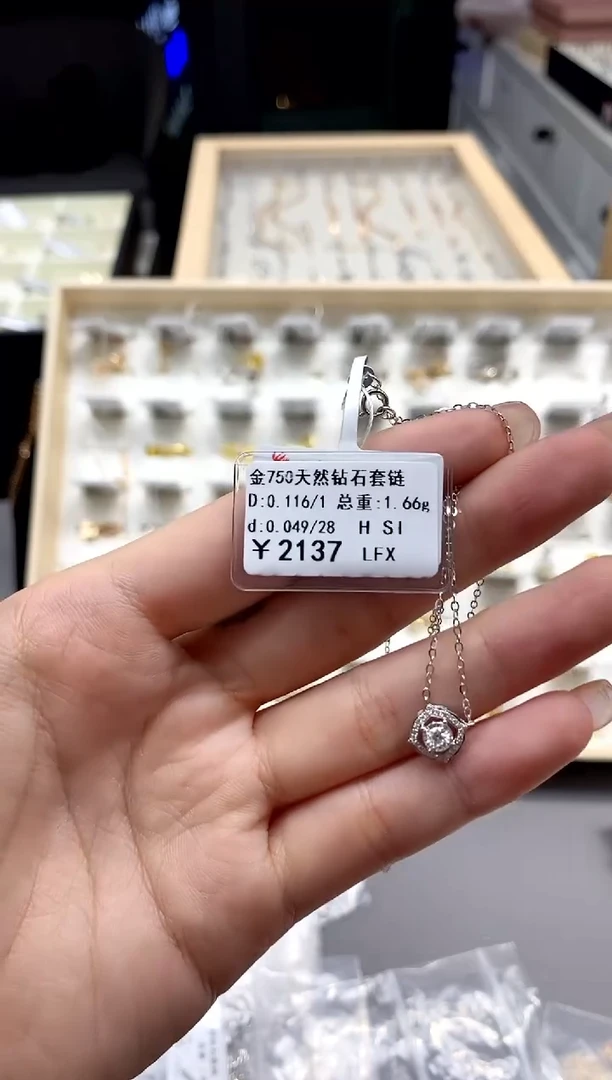 金750天然钻石套链
D:0.116/1 总重:1.66g
d:0.049/28 H SI
¥2137 LFX